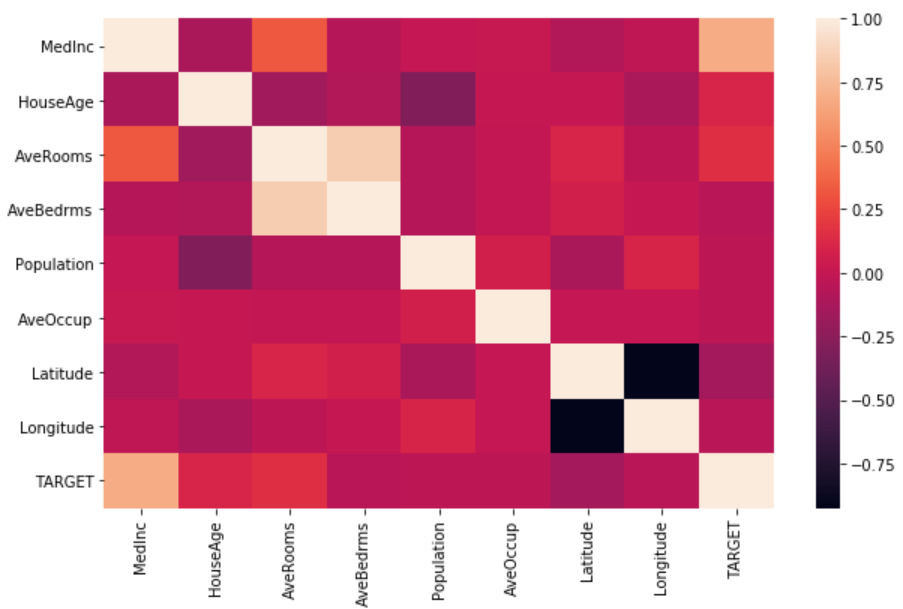 MedInc
HouseAge
AveRooms
AveBedrms
Population
AveOccup
Latitude
Longitude
TARGET
MedInc
HouseAge
AveRooms
AveBedrms
Population
AveOccup
Latitude
Longitude
TARGET
1.00
0.75
0.50
0.25
0.00
−0.25
−0.50
−0.75